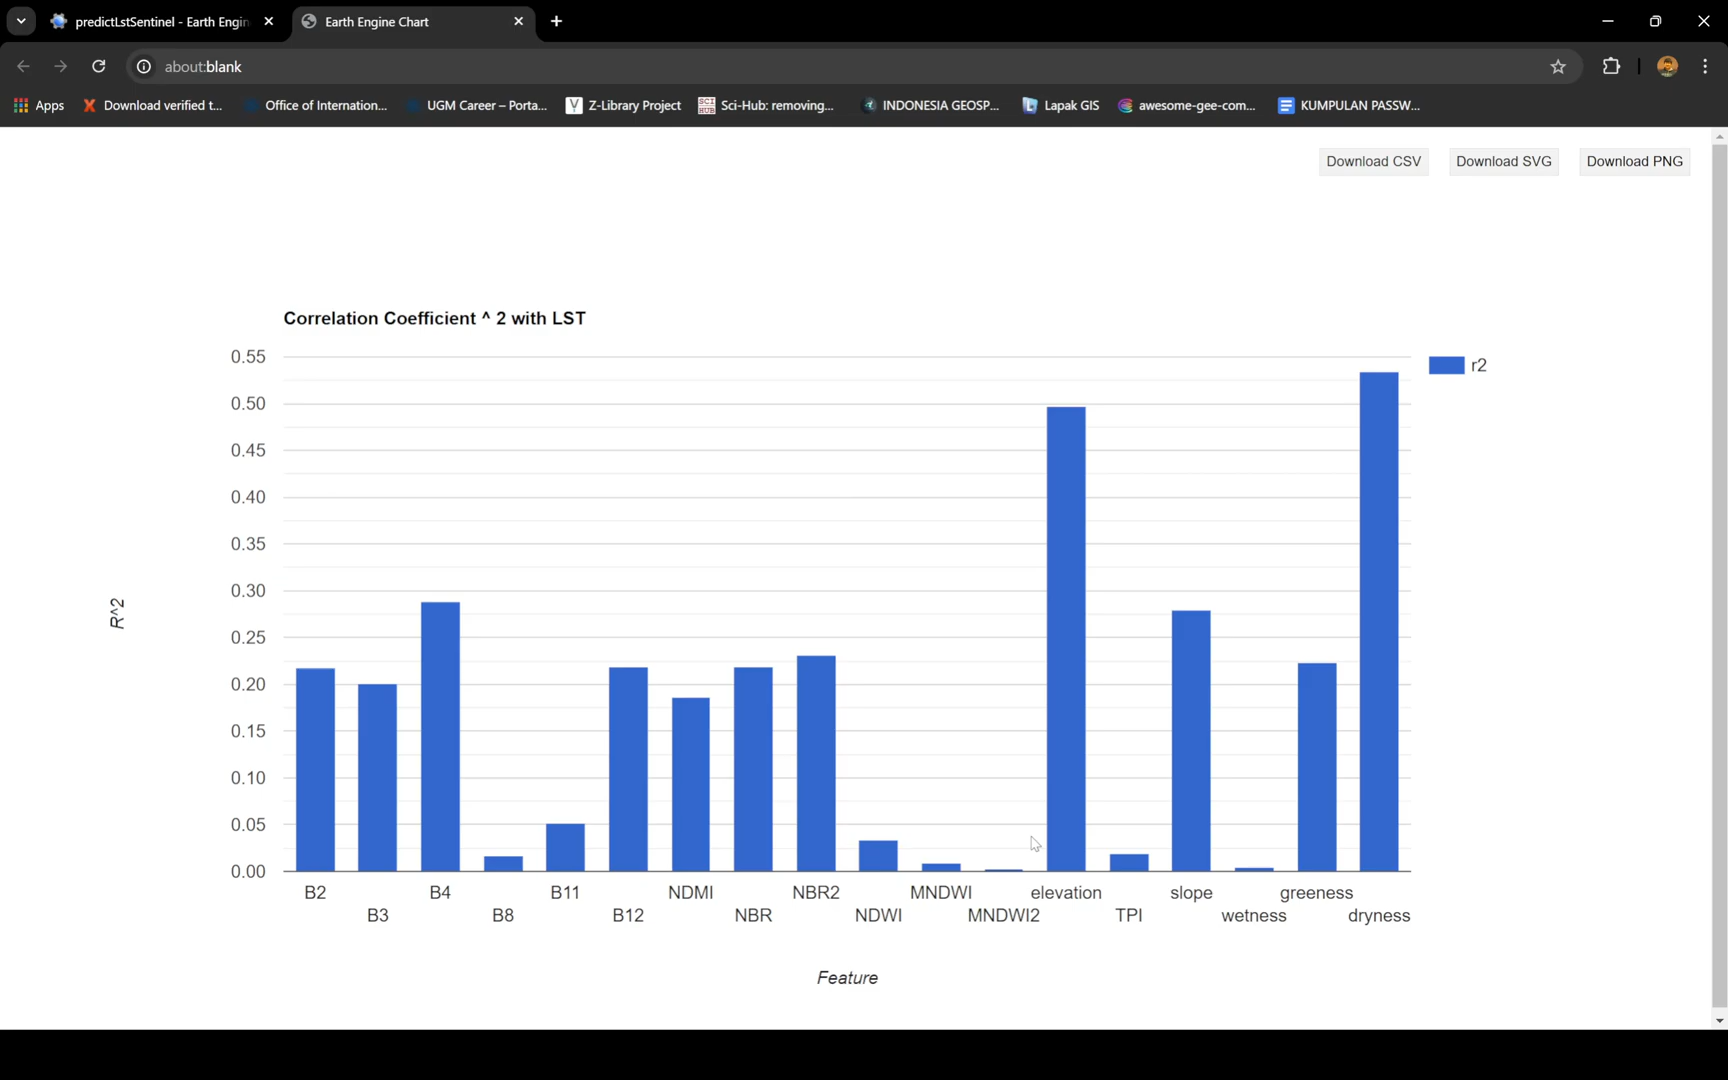 predictLstSentinel - Earth Engin
Earth Engine Chart
about:blank
Apps
Download verified t...
Office of Internation...
UGM Career – Porta...
Z-Library Project
SCI HUB
Sci-Hub: removing...
INDONESIA GEOSP...
Lapak GIS
awesome-gee-com...
KUMPULAN PASSW...
Download CSV
Download SVG
Download PNG
Correlation Coefficient ^ 2 with LST
r2
0.55
0.50
0.45
0.40
0.35
0.30
0.25
0.20
0.15
0.10
0.05
0.00
R^2
B2
B3
B4
B8
B11
B12
NDMI
NBR
NBR2
NDWI
MNDWI
MNDWI2
elevation
TPI
slope
wetness
greeness
dryness
Feature